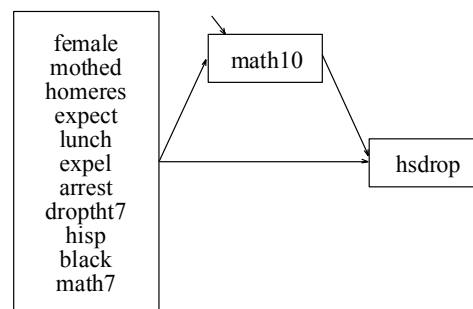 female
mothed
homeres
expect
lunch
expel
arrest
droptht7
hisp
black
math7
math10
hsdrop